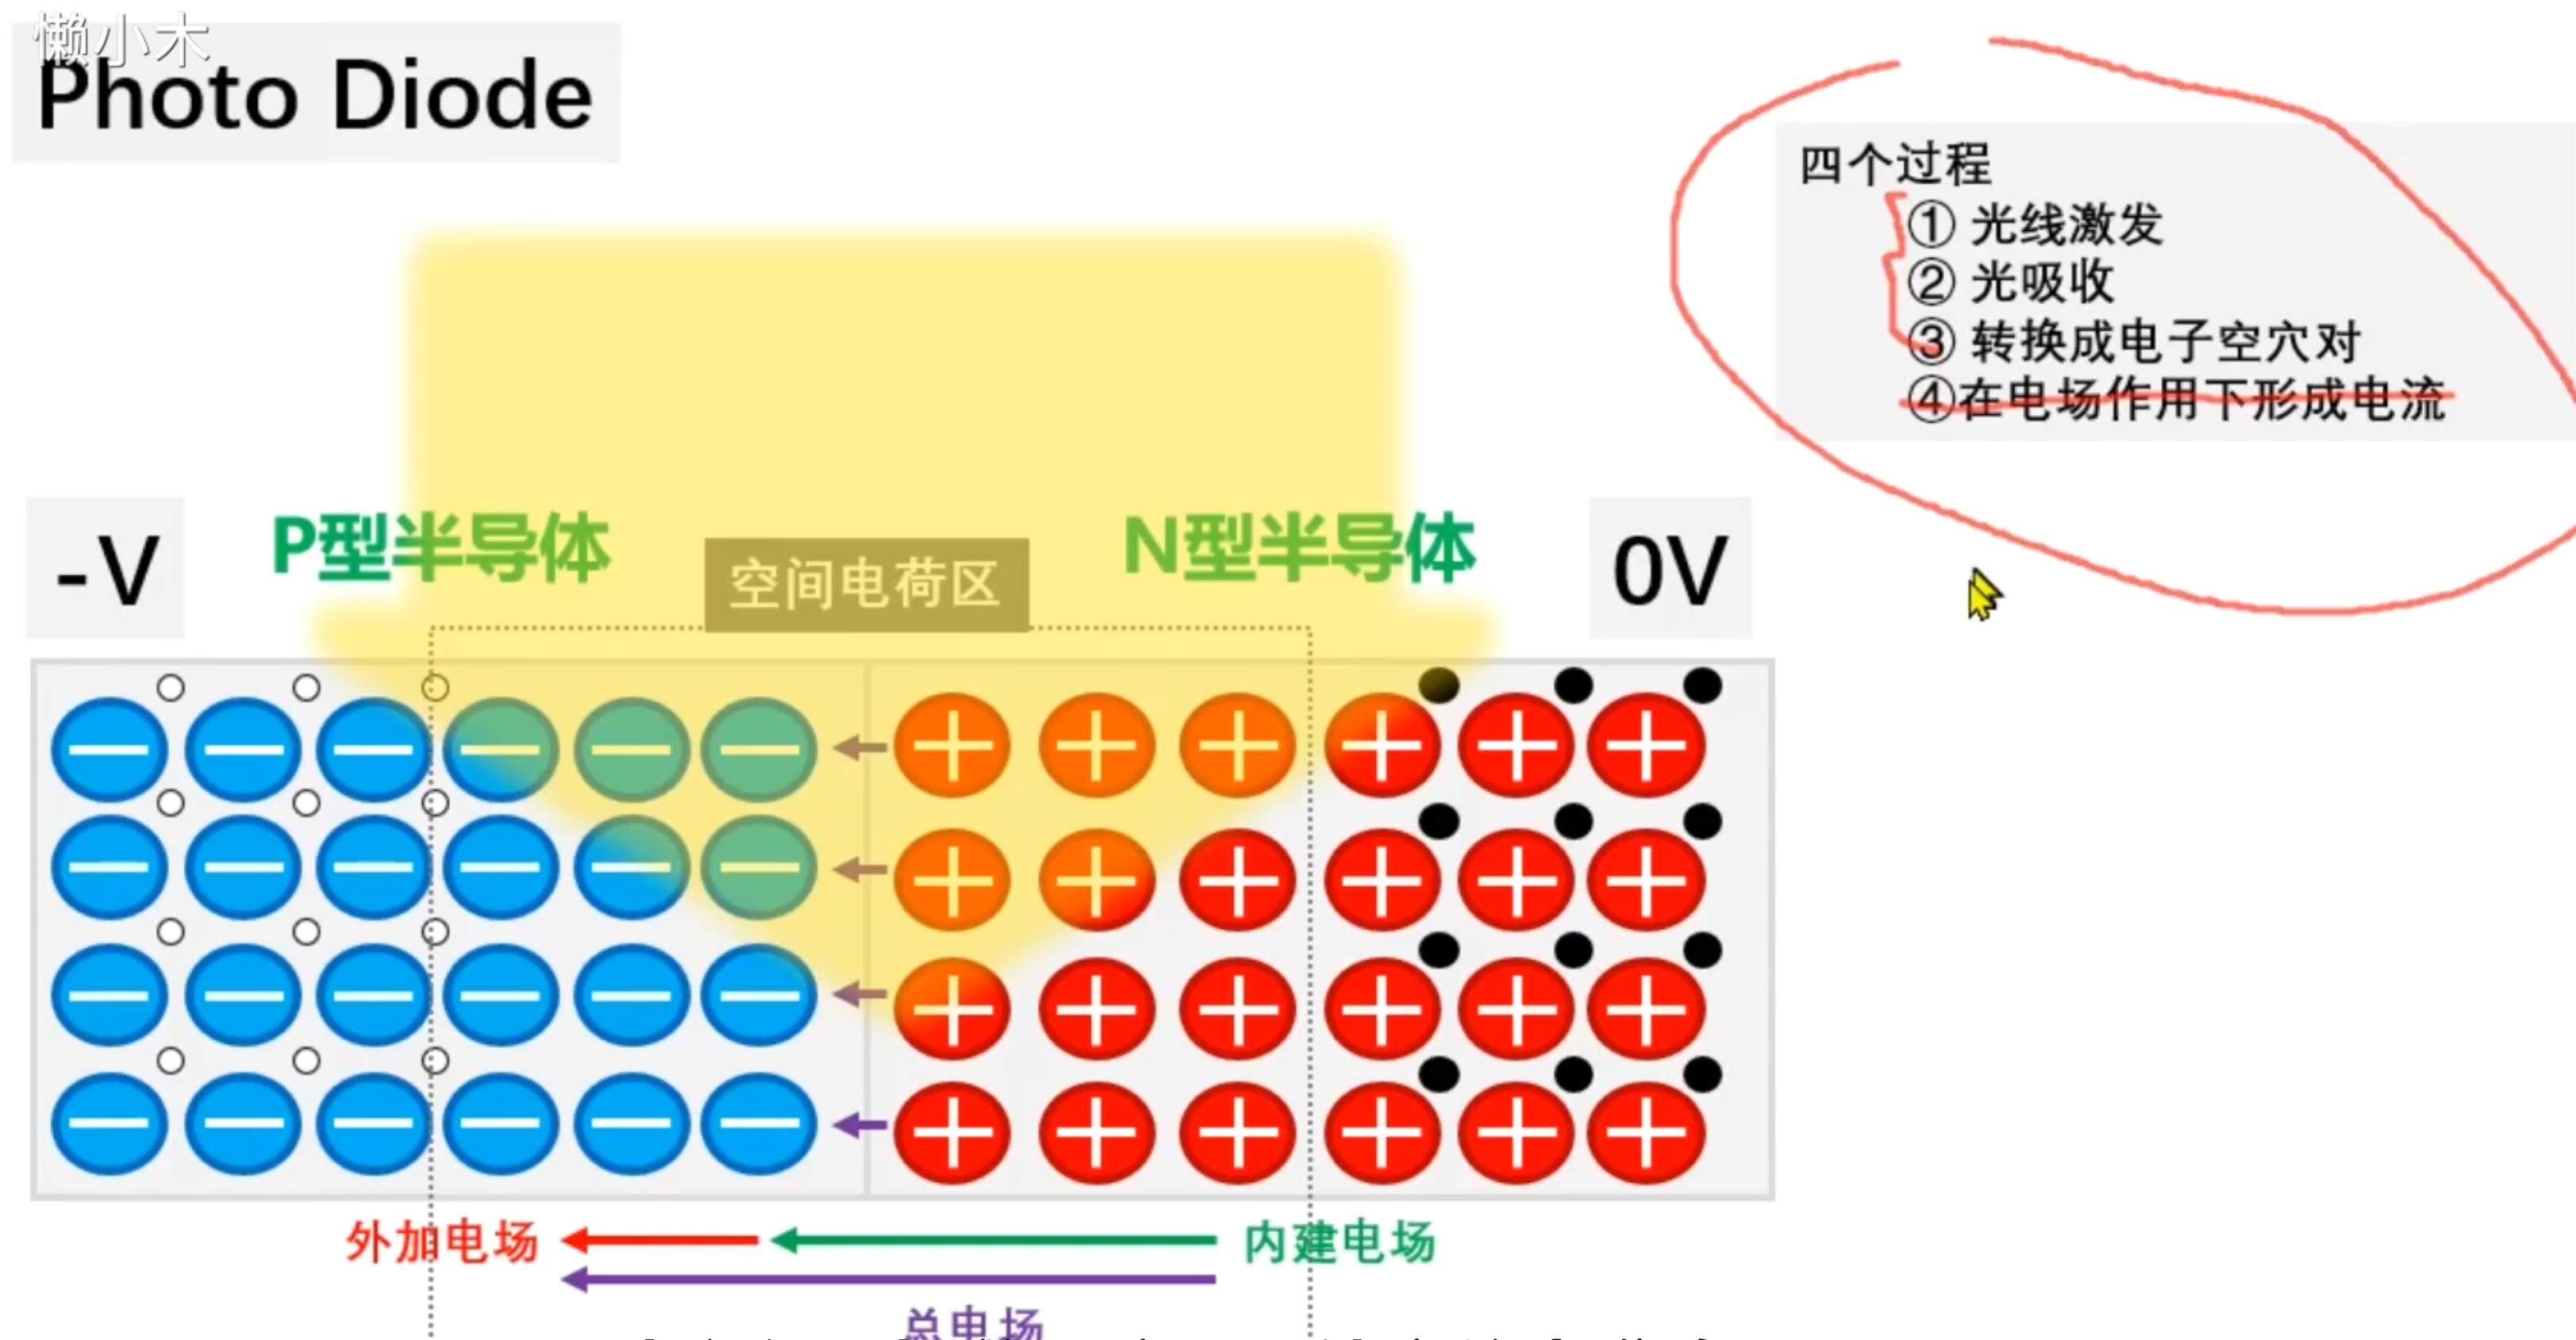 懒小木
Photo Diode
四个过程
① 光线激发
② 光吸收
③ 转换成电子空穴对
④在电场作用下形成电流
-V
P型半导体
空间电荷区
N型半导体
0V
外加电场
内建电场
总电场